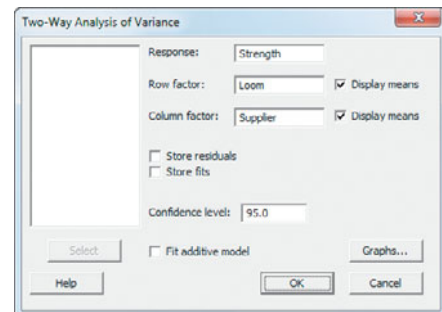 Two-Way Analysis of Variance
Response: Strength
Row factor: Loom Display means
Column factor: Supplier Display means
Store residuals
Store fits
Confidence level: 95.0
Select Fit additive model Graphs...
Help OK Cancel